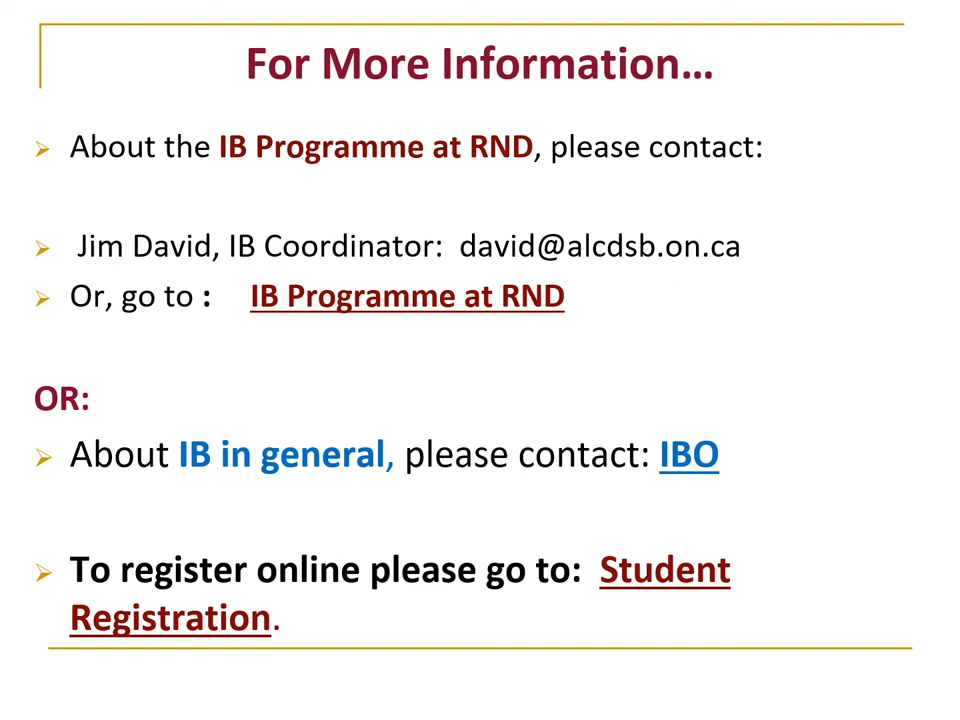 For More Information…
About the IB Programme at RND, please contact:
Jim David, IB Coordinator: david@alcdsb.on.ca
Or, go to : IB Programme at RND
OR:
About IB in general, please contact: IBO
To register online please go to: Student
Registration.